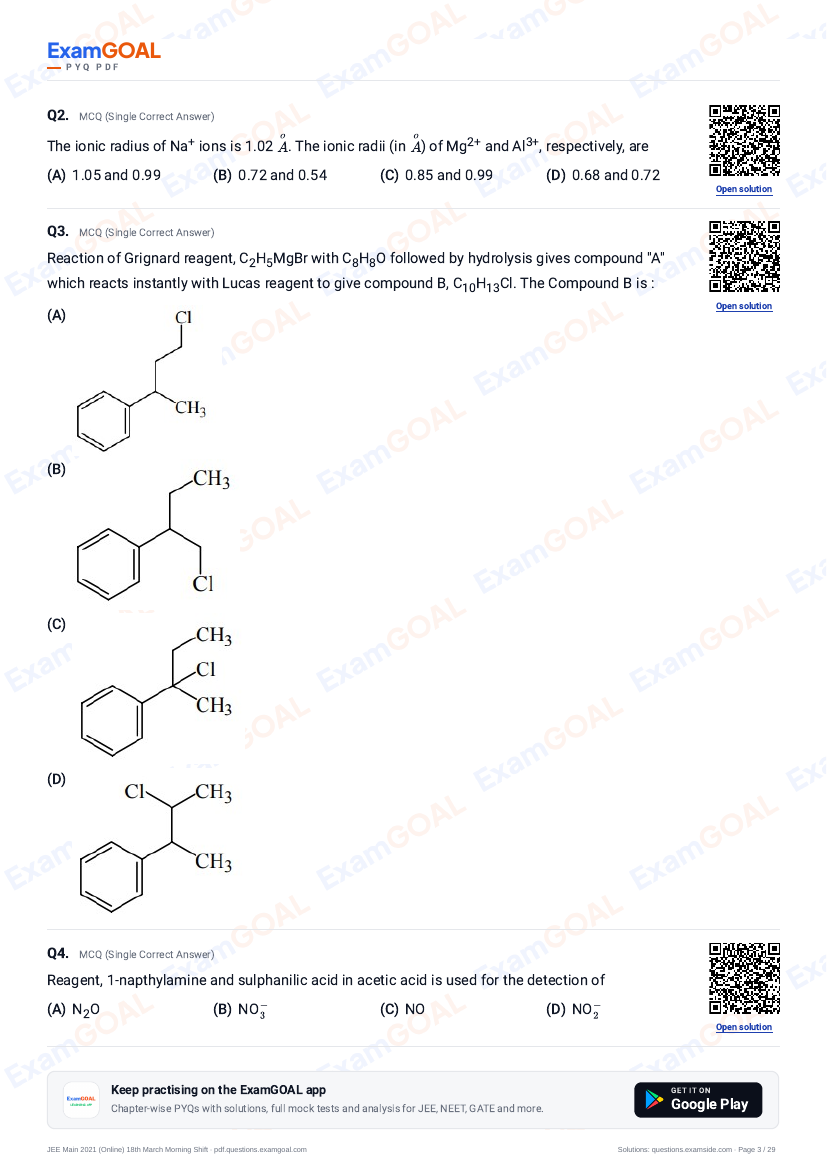 ExamGOAL
PYQ PDF
Q2. MCQ (Single Correct Answer)
The ionic radius of Na⁺ ions is 1.02 Å. The ionic radii (in Å) of Mg²⁺ and Al³⁺, respectively, are
(A) 1.05 and 0.99 (B) 0.72 and 0.54 (C) 0.85 and 0.99 (D) 0.68 and 0.72
Open solution
Q3. MCQ (Single Correct Answer)
Reaction of Grignard reagent, C₂H₅MgBr with C₈H₈O followed by hydrolysis gives compound "A"
which reacts instantly with Lucas reagent to give compound B, C₁₀H₁₃Cl. The Compound B is :
Open solution
(A)
Cl
CH₃
(B)
CH₃
Cl
(C)
CH₃
Cl
CH₃
(D)
Cl CH₃
CH₃
Q4. MCQ (Single Correct Answer)
Reagent, 1-napthylamine and sulphanilic acid in acetic acid is used for the detection of
(A) N₂O (B) NO₃⁻ (C) NO (D) NO₂⁻
Open solution
Keep practising on the ExamGOAL app
Chapter-wise PYQs with solutions, full mock tests and analysis for JEE, NEET, GATE and more.
GET IT ON
Google Play
JEE Main 2021 (Online) 18th March Morning Shift · pdf.questions.examgoal.com Solutions: questions.examside.com · Page 3 / 29